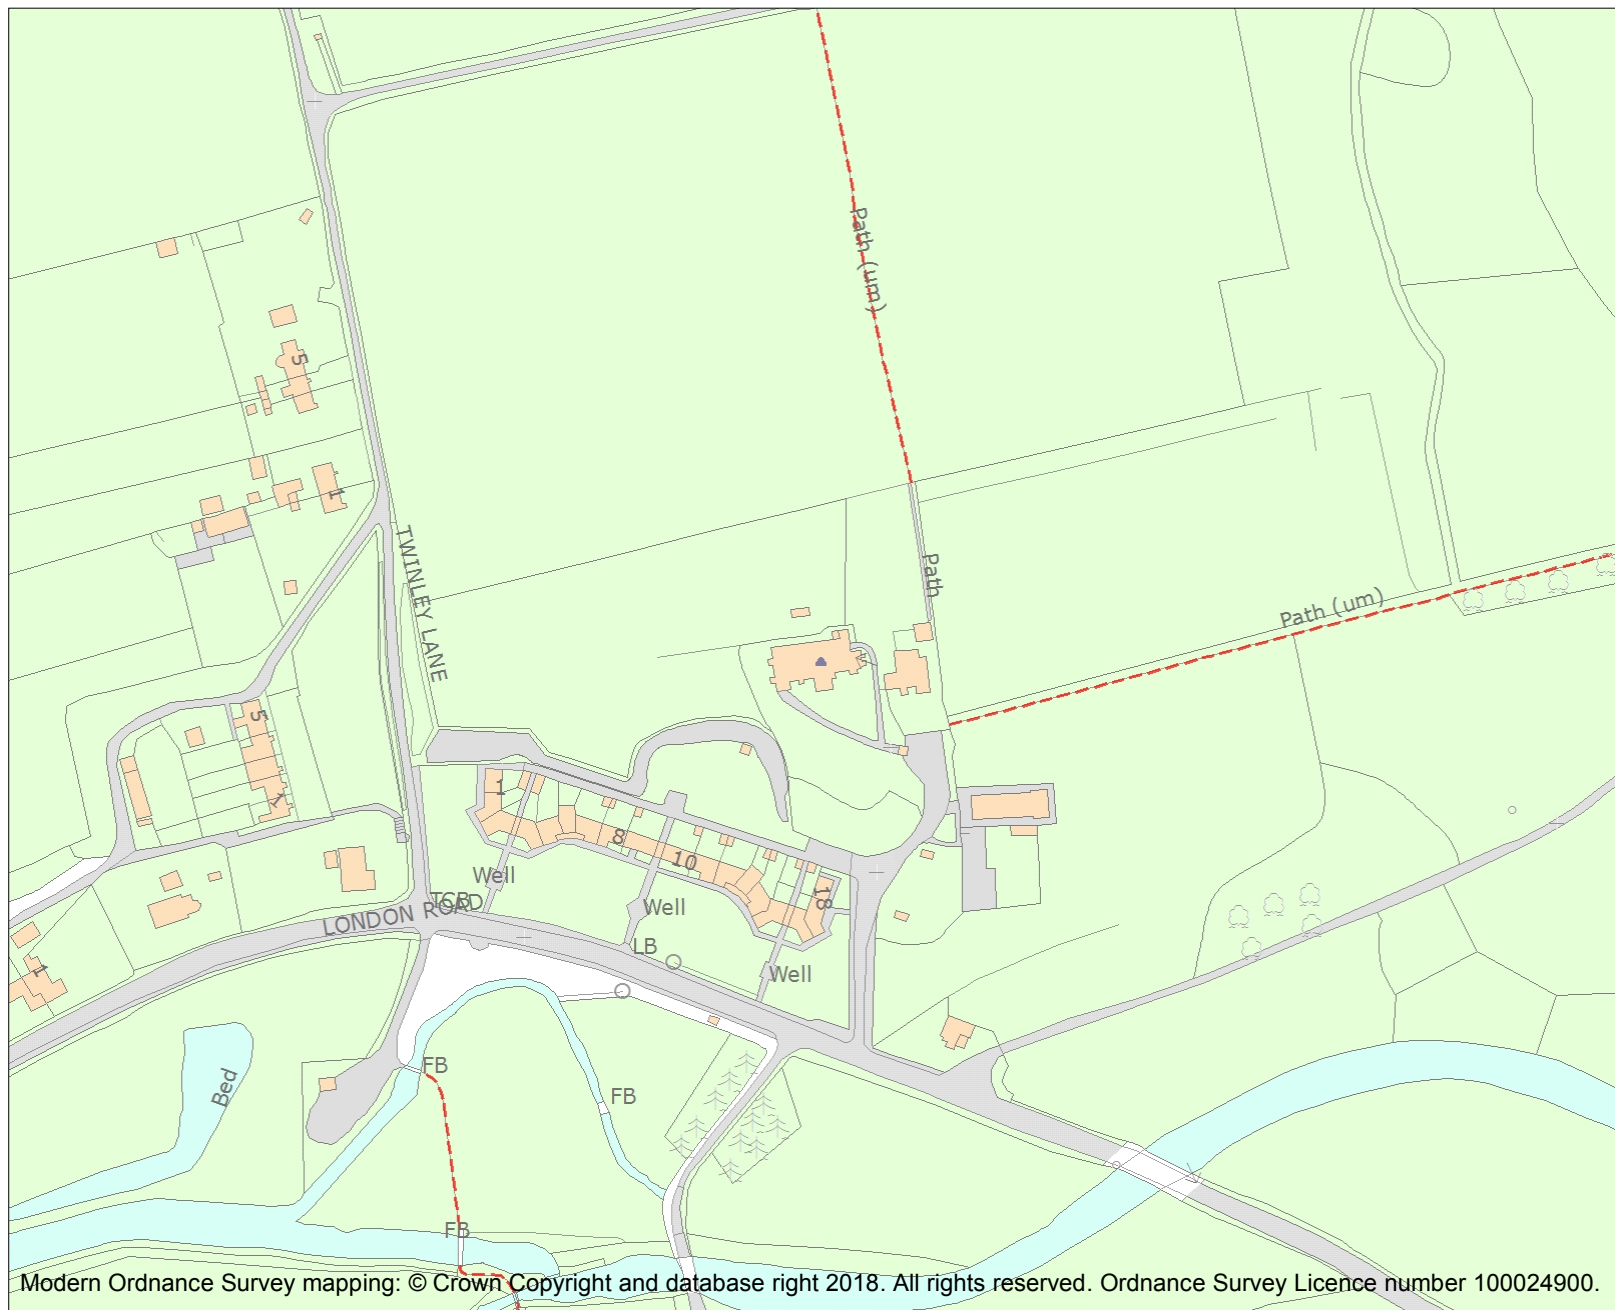 Path (um)
5
1
TWINLEY LANE
Path
Path (um)
5
1
1
8
10
18
Well
TCB
LONDON ROAD
Well
LB
Well
1
FB
Bed
FB
FB
Modern Ordnance Survey mapping: © Crown Copyright and database right 2018. All rights reserved. Ordnance Survey Licence number 100024900.